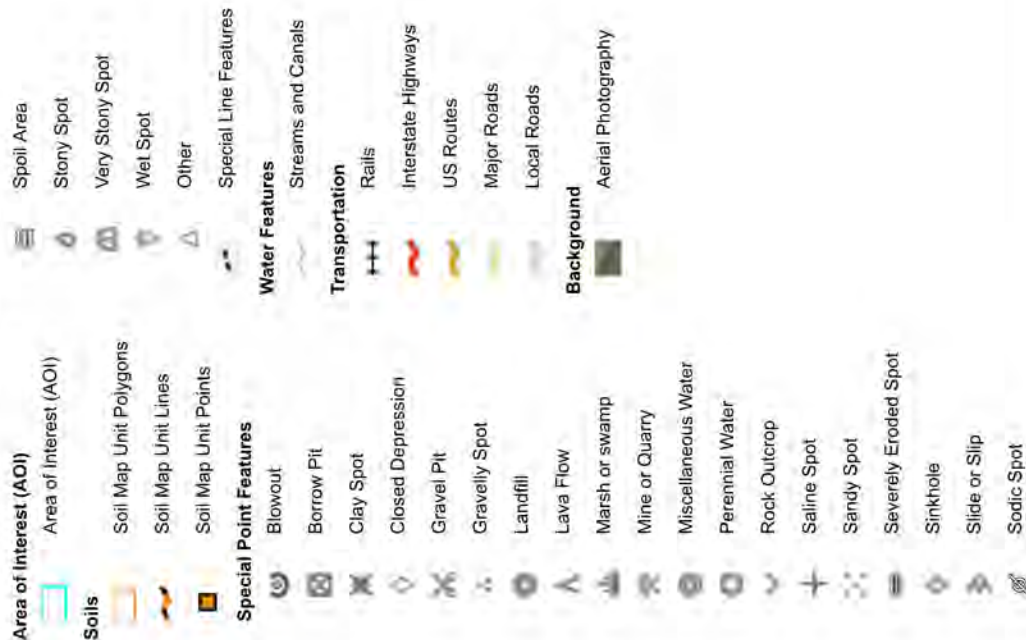 Area of Interest (AOI)
Area of Interest (AOI)
Soils
Soil Map Unit Polygons
Soil Map Unit Lines
Soil Map Unit Points
Special Point Features
Blowout
Borrow Pit
Clay Spot
Closed Depression
Gravel Pit
Gravelly Spot
Landfill
Lava Flow
Marsh or swamp
Mine or Quarry
Miscellaneous Water
Perennial Water
Rock Outcrop
Saline Spot
Sandy Spot
Severely Eroded Spot
Sinkhole
Slide or Slip
Sodic Spot
Spoil Area
Stony Spot
Very Stony Spot
Wet Spot
Other
Special Line Features
Water Features
Streams and Canals
Transportation
Rails
Interstate Highways
US Routes
Major Roads
Local Roads
Background
Aerial Photography